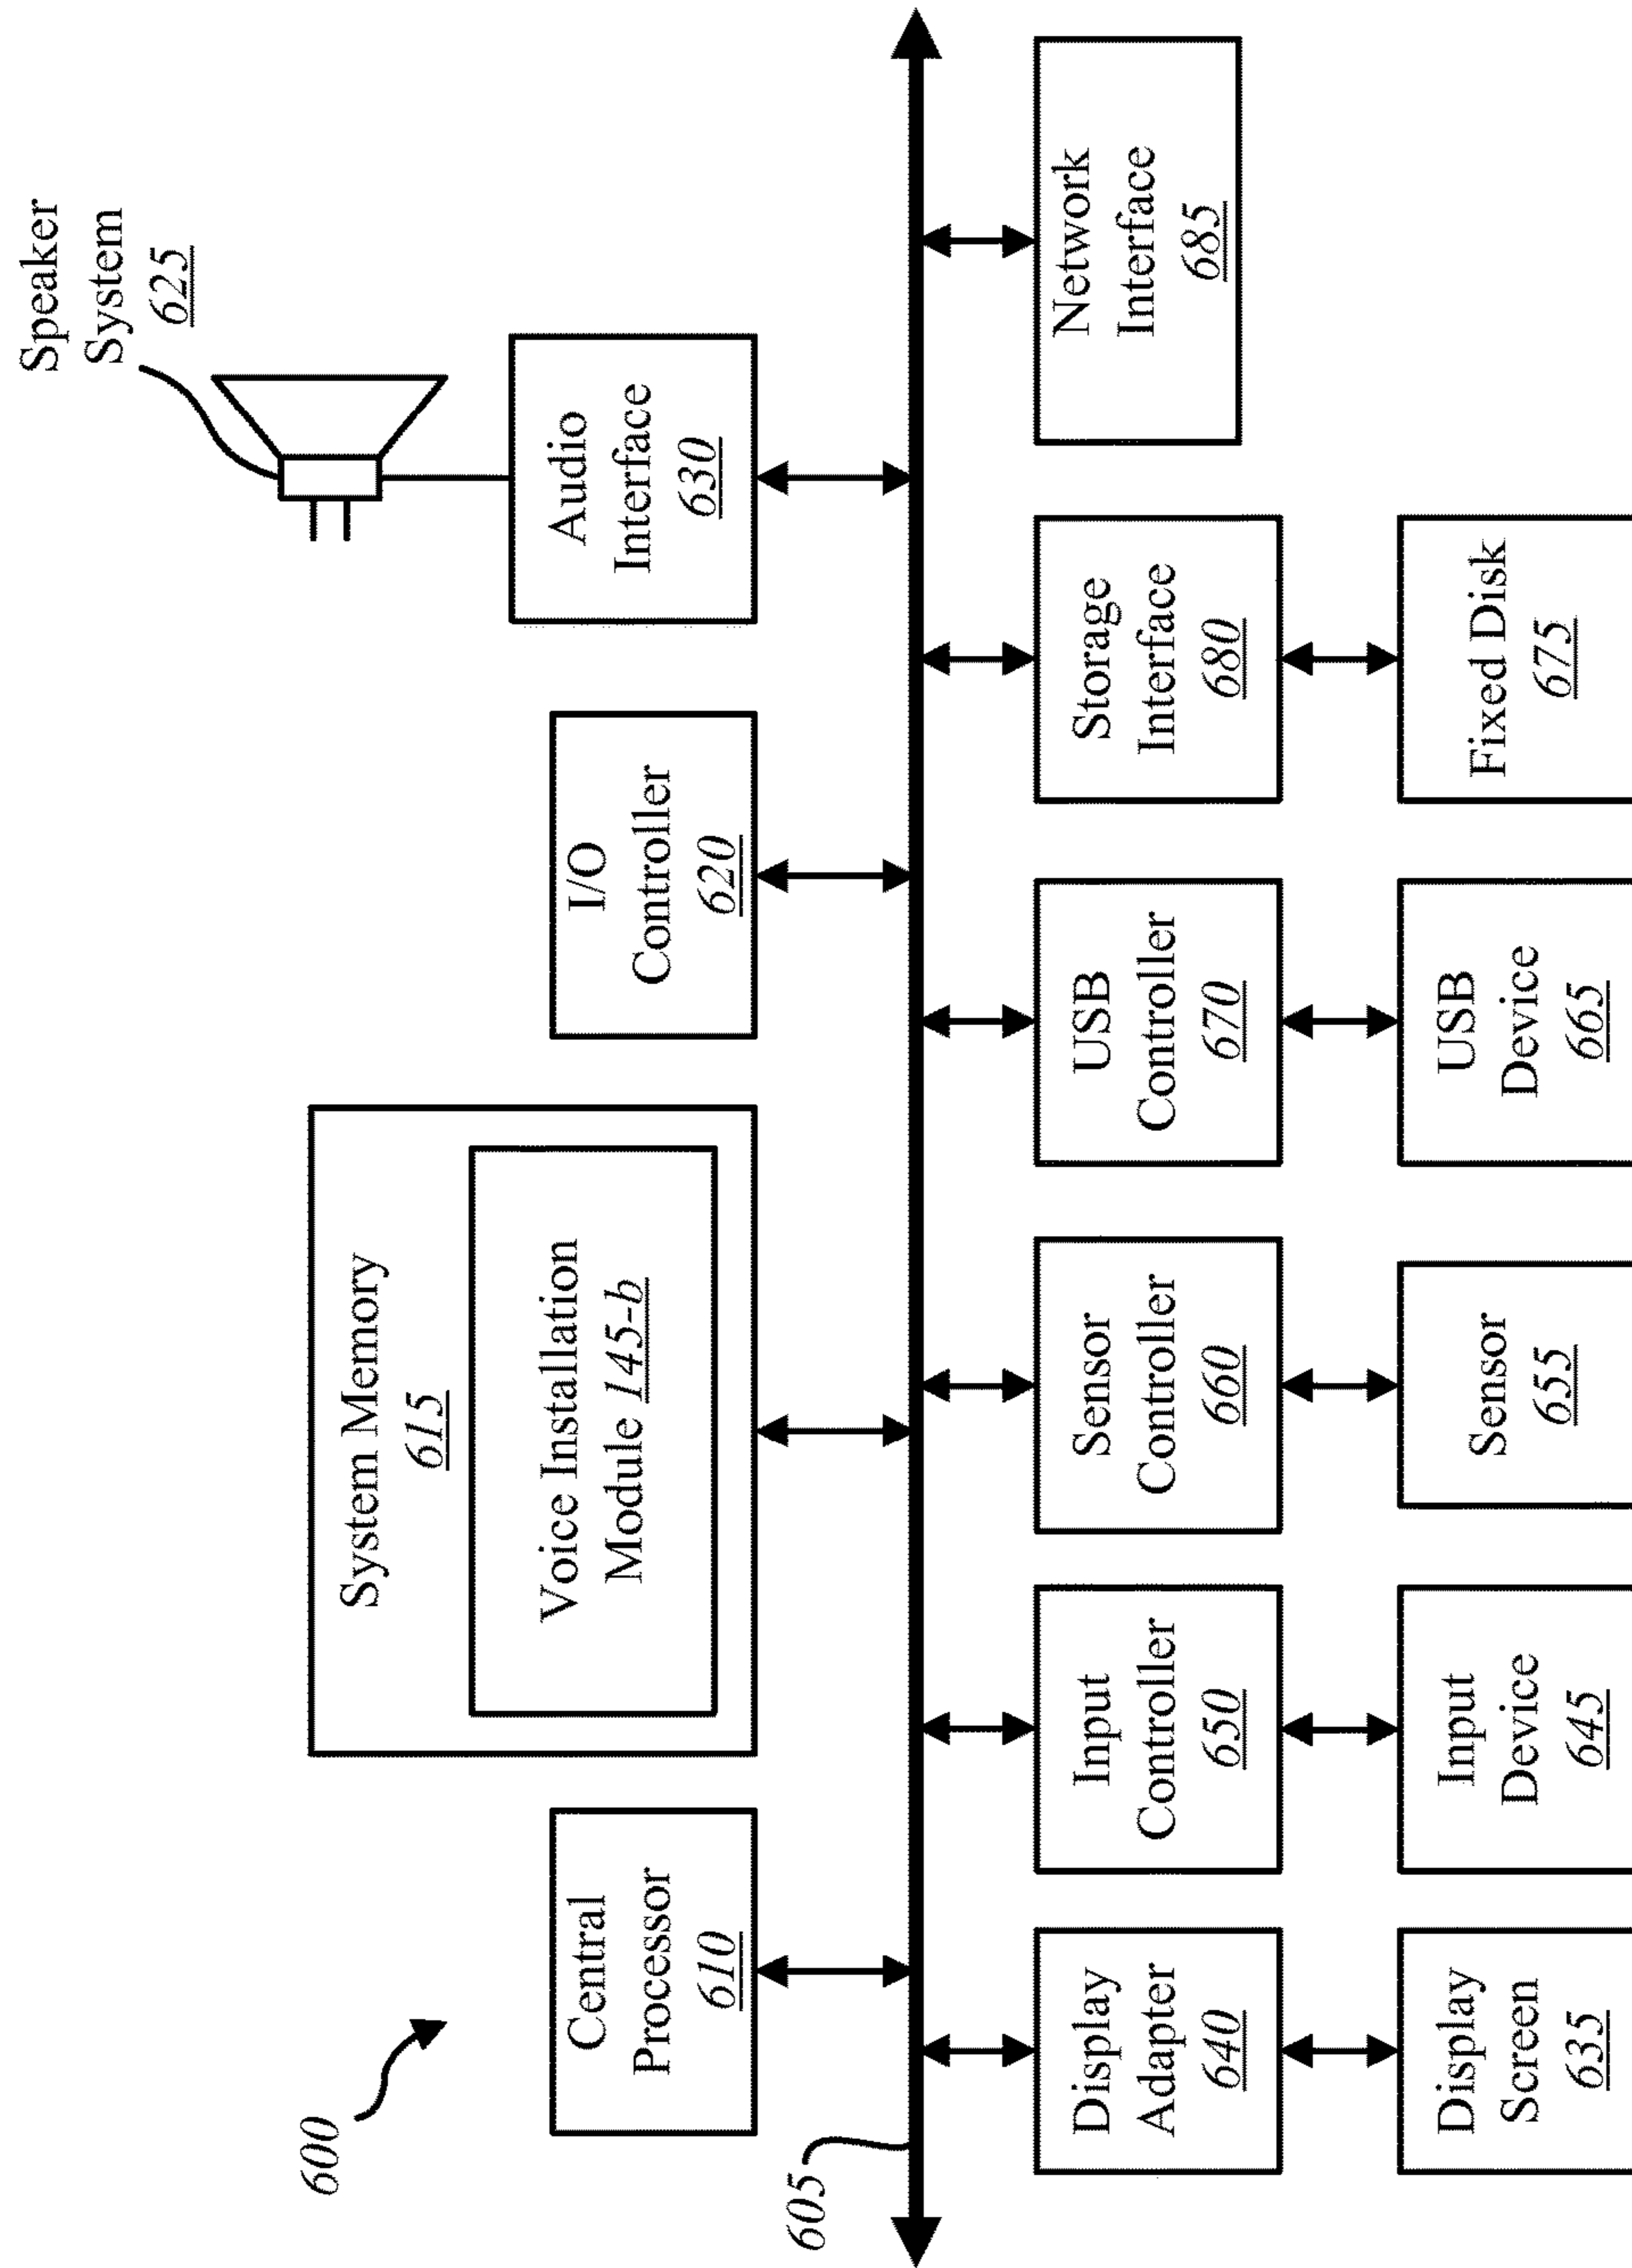 600
Speaker
System
625
Central
Processor
610
System Memory
615
Voice Installation
Module 145-b
I/O
Controller
620
Audio
Interface
630
605
Display
Adapter
640
Input
Controller
650
Sensor
Controller
660
USB
Controller
670
Storage
Interface
680
Network
Interface
685
Display
Screen
635
Input
Device
645
Sensor
655
USB
Device
665
Fixed Disk
675